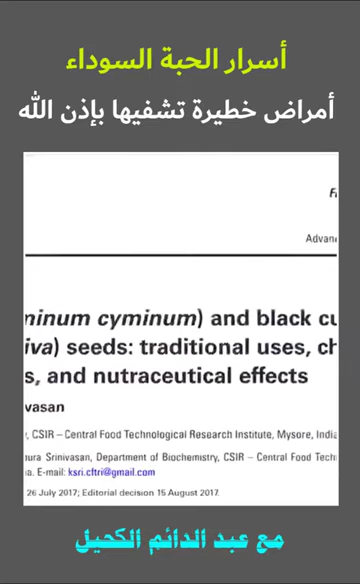 أسرار الحبة السوداء
أمراض خطيرة تشفيها بإذن الله
Advan
minum cyminum) and black cu
iva) seeds: traditional uses, ch
s, and nutraceutical effects
vasan
, CSIR – Central Food Technological Research Institute, Mysore, India
ura Srinivasan, Department of Biochemistry, CSIR – Central Food Techn
a. E-mail: ksri.cftri@gmail.com
26 July 2017; Editorial decision 15 August 2017.
مع عبد الدائم الكحيل